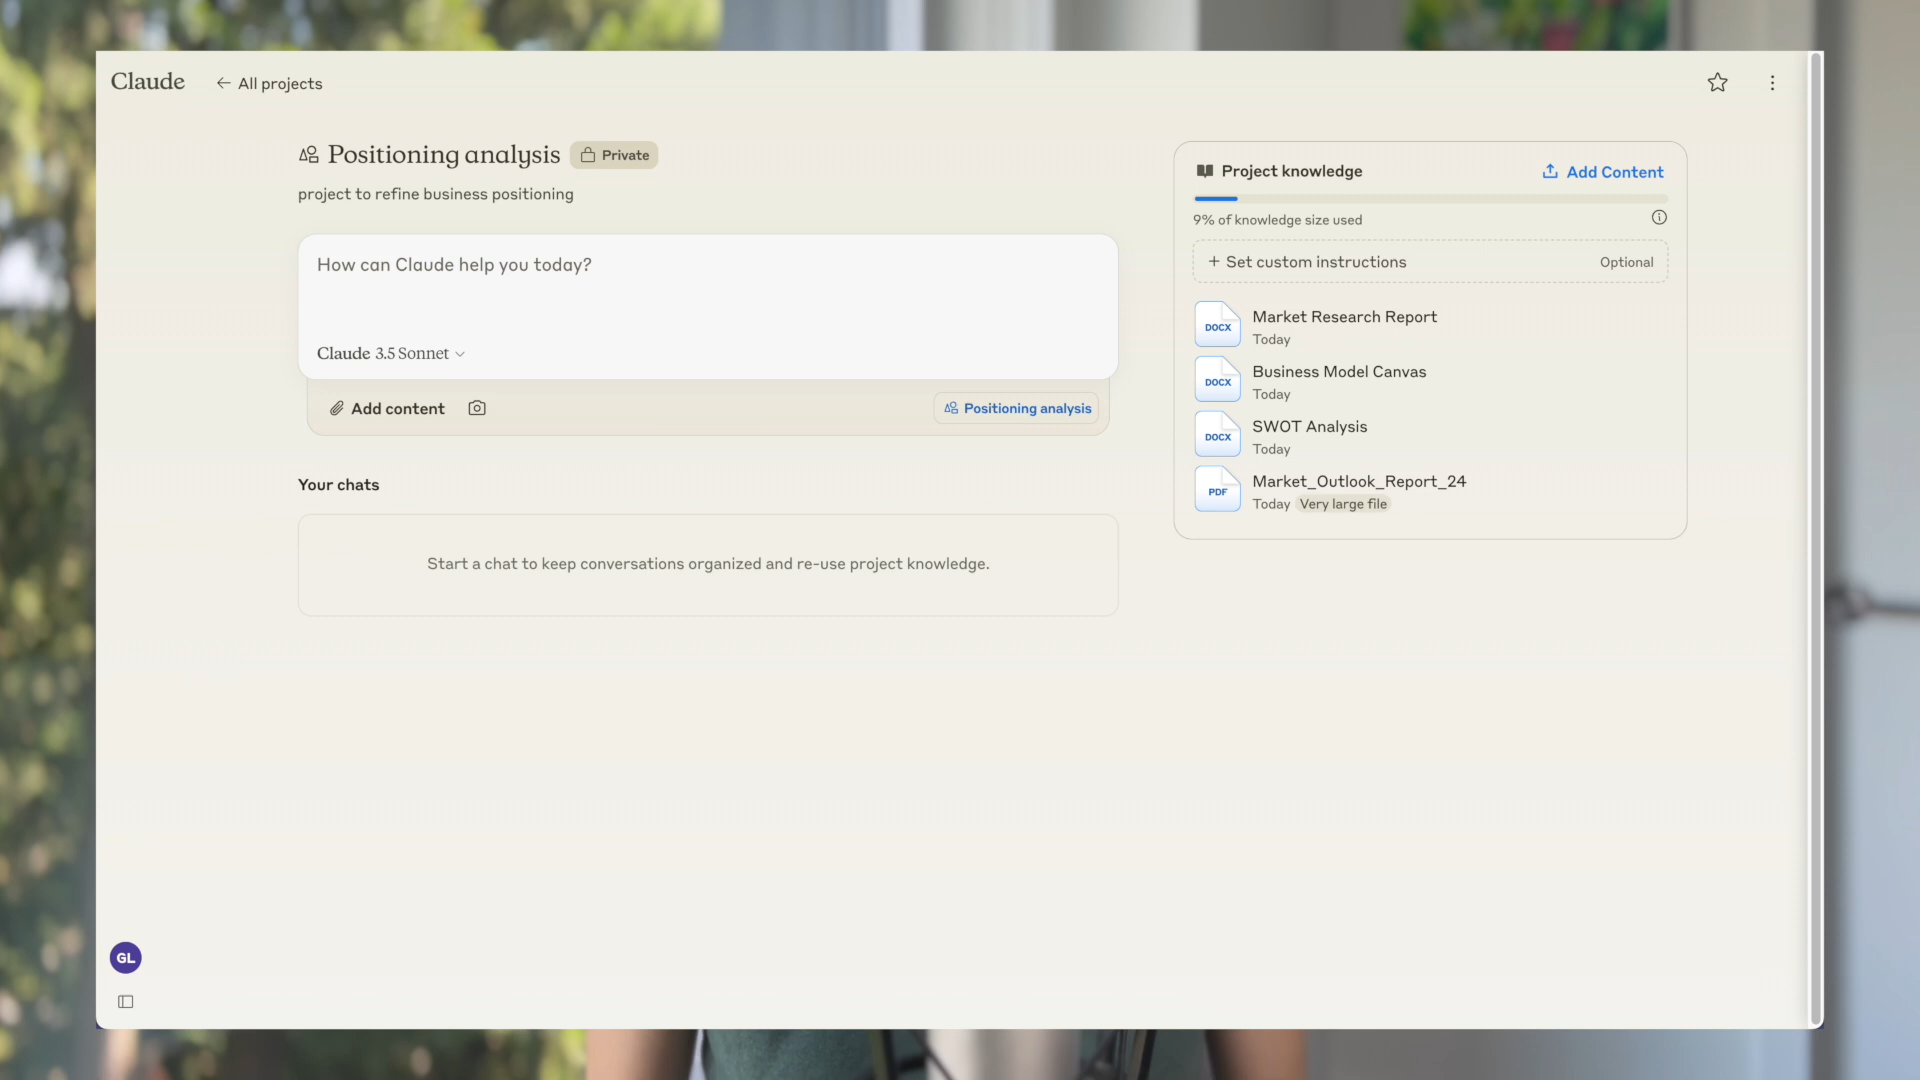 Claude
All projects
Positioning analysis
Private
project to refine business positioning
How can Claude help you today?
Claude 3.5 Sonnet
Add content
Positioning analysis
Your chats
Start a chat to keep conversations organized and re-use project knowledge.
Project knowledge
Add Content
9% of knowledge size used
+ Set custom instructions
Optional
DOCX
Market Research Report
Today
DOCX
Business Model Canvas
Today
DOCX
SWOT Analysis
Today
PDF
Market_Outlook_Report_24
Today Very large file
GL